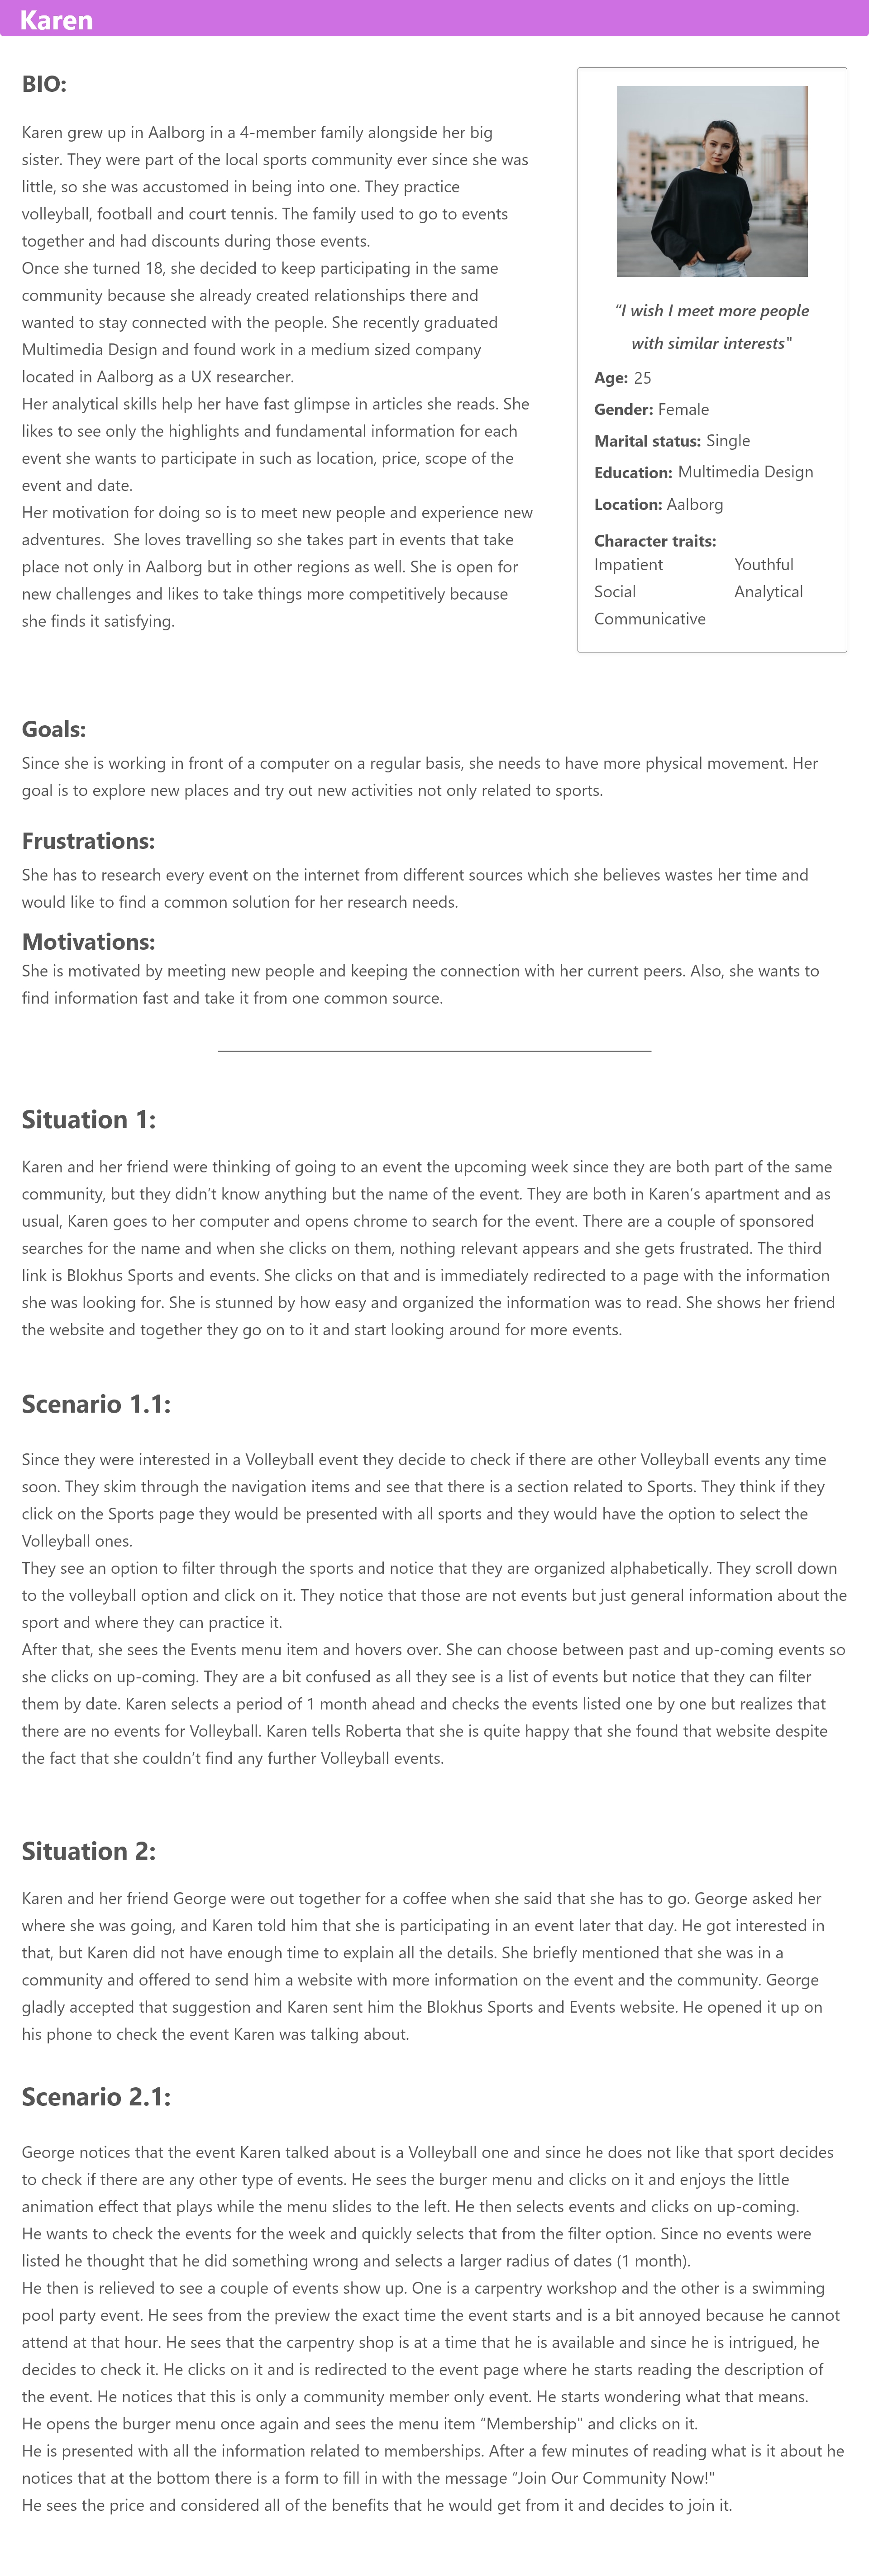 Karen
BIO:
Karen grew up in Aalborg in a 4-member family alongside her big
sister. They were part of the local sports community ever since she was
little, so she was accustomed in being into one. They practice
volleyball, football and court tennis. The family used to go to events
together and had discounts during those events.
Once she turned 18, she decided to keep participating in the same
community because she already created relationships there and
wanted to stay connected with the people. She recently graduated
Multimedia Design and found work in a medium sized company
located in Aalborg as a UX researcher.
Her analytical skills help her have fast glimpse in articles she reads. She
likes to see only the highlights and fundamental information for each
event she wants to participate in such as location, price, scope of the
event and date.
Her motivation for doing so is to meet new people and experience new
adventures.  She loves travelling so she takes part in events that take
place not only in Aalborg but in other regions as well. She is open for
new challenges and likes to take things more competitively because
she finds it satisfying.
“I wish I meet more people
with similar interests"
Age: 25
Gender: Female
Marital status: Single
Education: Multimedia Design
Location: Aalborg
Character traits:
Impatient Youthful
Social Analytical
Communicative
Goals:
Since she is working in front of a computer on a regular basis, she needs to have more physical movement. Her
goal is to explore new places and try out new activities not only related to sports.
Frustrations:
She has to research every event on the internet from different sources which she believes wastes her time and
would like to find a common solution for her research needs.
Motivations:
She is motivated by meeting new people and keeping the connection with her current peers. Also, she wants to
find information fast and take it from one common source.
Situation 1:
Karen and her friend were thinking of going to an event the upcoming week since they are both part of the same
community, but they didn’t know anything but the name of the event. They are both in Karen’s apartment and as
usual, Karen goes to her computer and opens chrome to search for the event. There are a couple of sponsored
searches for the name and when she clicks on them, nothing relevant appears and she gets frustrated. The third
link is Blokhus Sports and events. She clicks on that and is immediately redirected to a page with the information
she was looking for. She is stunned by how easy and organized the information was to read. She shows her friend
the website and together they go on to it and start looking around for more events.
Scenario 1.1:
Since they were interested in a Volleyball event they decide to check if there are other Volleyball events any time
soon. They skim through the navigation items and see that there is a section related to Sports. They think if they
click on the Sports page they would be presented with all sports and they would have the option to select the
Volleyball ones.
They see an option to filter through the sports and notice that they are organized alphabetically. They scroll down
to the volleyball option and click on it. They notice that those are not events but just general information about the
sport and where they can practice it.
After that, she sees the Events menu item and hovers over. She can choose between past and up-coming events so
she clicks on up-coming. They are a bit confused as all they see is a list of events but notice that they can filter
them by date. Karen selects a period of 1 month ahead and checks the events listed one by one but realizes that
there are no events for Volleyball. Karen tells Roberta that she is quite happy that she found that website despite
the fact that she couldn’t find any further Volleyball events.
Situation 2:
Karen and her friend George were out together for a coffee when she said that she has to go. George asked her
where she was going, and Karen told him that she is participating in an event later that day. He got interested in
that, but Karen did not have enough time to explain all the details. She briefly mentioned that she was in a
community and offered to send him a website with more information on the event and the community. George
gladly accepted that suggestion and Karen sent him the Blokhus Sports and Events website. He opened it up on
his phone to check the event Karen was talking about.
Scenario 2.1:
George notices that the event Karen talked about is a Volleyball one and since he does not like that sport decides
to check if there are any other type of events. He sees the burger menu and clicks on it and enjoys the little
animation effect that plays while the menu slides to the left. He then selects events and clicks on up-coming.
He wants to check the events for the week and quickly selects that from the filter option. Since no events were
listed he thought that he did something wrong and selects a larger radius of dates (1 month).
He then is relieved to see a couple of events show up. One is a carpentry workshop and the other is a swimming
pool party event. He sees from the preview the exact time the event starts and is a bit annoyed because he cannot
attend at that hour. He sees that the carpentry shop is at a time that he is available and since he is intrigued, he
decides to check it. He clicks on it and is redirected to the event page where he starts reading the description of
the event. He notices that this is only a community member only event. He starts wondering what that means.
He opens the burger menu once again and sees the menu item “Membership" and clicks on it.
He is presented with all the information related to memberships. After a few minutes of reading what is it about he
notices that at the bottom there is a form to fill in with the message “Join Our Community Now!"
He sees the price and considered all of the benefits that he would get from it and decides to join it.